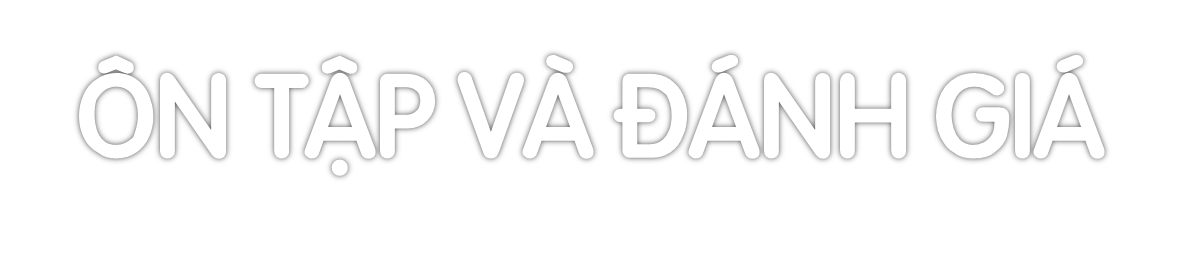 ÔN TẬP VÀ ĐÁNH GIÁ